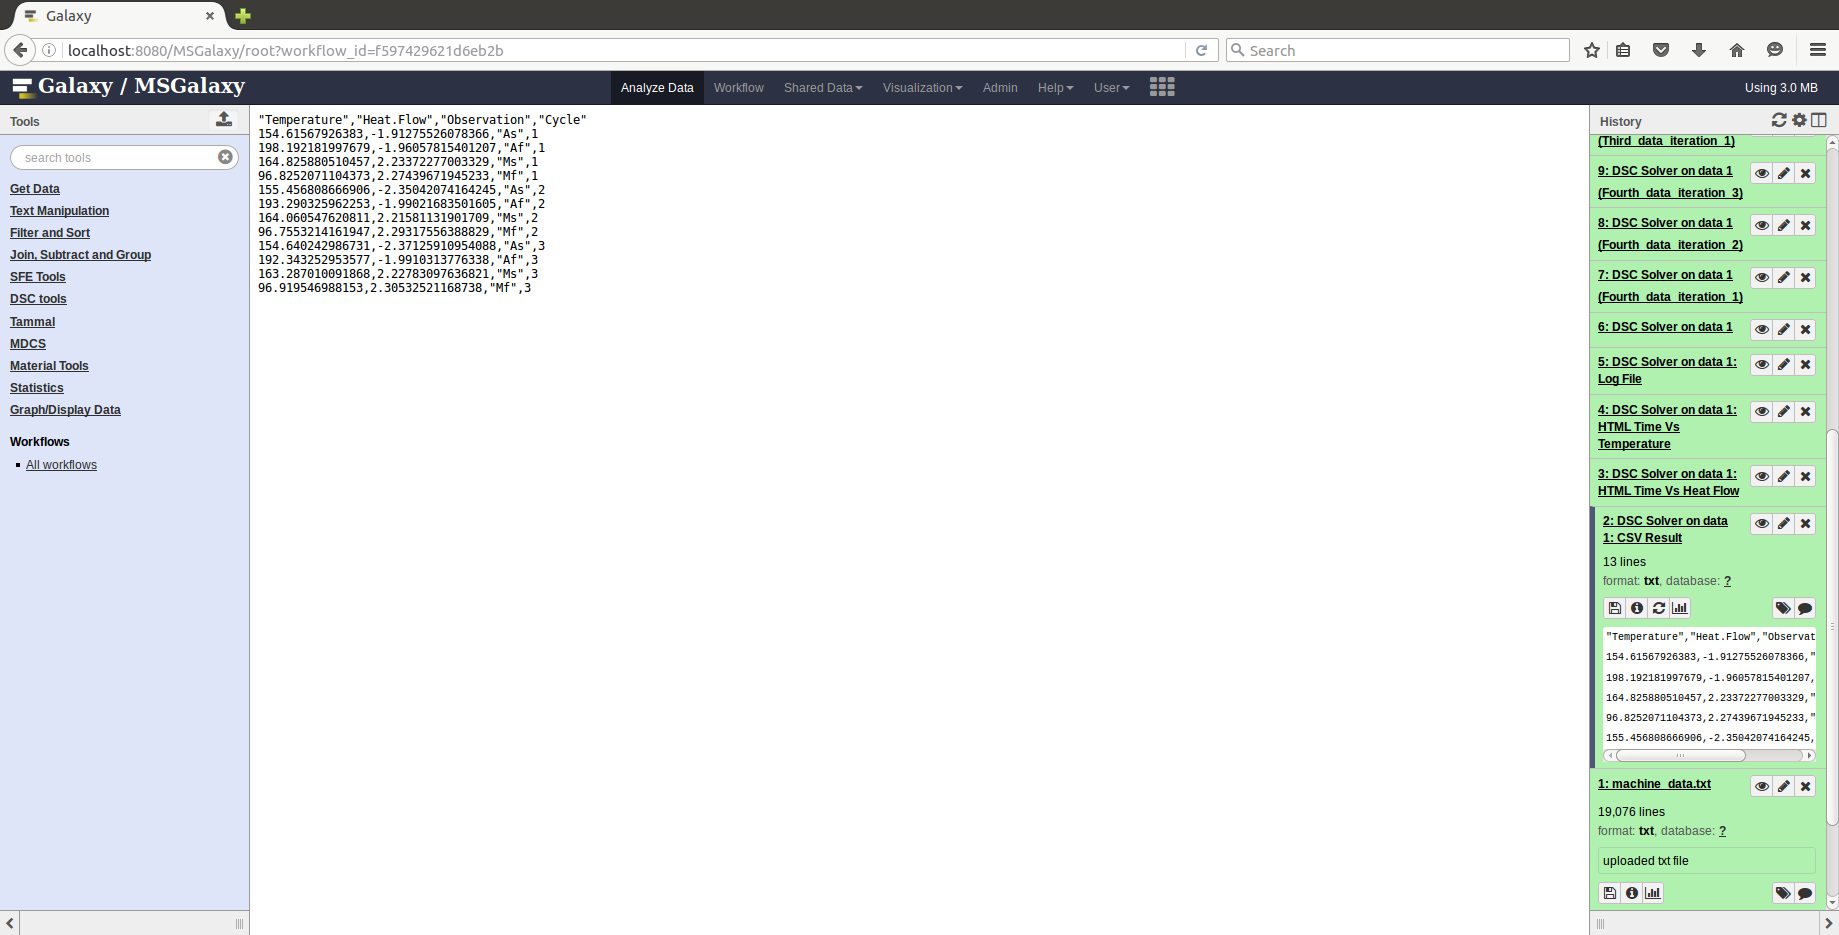 Galaxy
localhost:8080/MSGalaxy/root?workflow_id=f597429621d6eb2b
Search
Galaxy / MSGalaxy
Analyze Data
Workflow
Shared Data
Visualization
Admin
Help
User
Using 3.0 MB
Tools
search tools
Get Data
Text Manipulation
Filter and Sort
Join, Subtract and Group
SFE Tools
DSC tools
Tammal
MDCS
Material Tools
Statistics
Graph/Display Data
Workflows
All workflows
"Temperature","Heat.Flow","Observation","Cycle"
154.61567926383,-1.91275526078366,"As",1
198.192181997679,-1.96057815401207,"Af",1
164.825880510457,2.23372277003329,"Ms",1
96.8252071104373,2.27439671945233,"Mf",1
155.456808666906,-2.35042074164245,"As",2
193.290325962253,-1.99021683501605,"Af",2
164.060547620811,2.21581131901709,"Ms",2
96.7553214161947,2.29317556388829,"Mf",2
154.640242986731,-2.37125910954088,"As",3
192.343252953577,-1.9910313776338,"Af",3
163.287010091868,2.22783097636821,"Ms",3
96.919546988153,2.30532521168738,"Mf",3
History
(Third_data_iteration_1)
9: DSC Solver on data 1
(Fourth_data_iteration_3)
8: DSC Solver on data 1
(Fourth_data_iteration_2)
7: DSC Solver on data 1
(Fourth_data_iteration_1)
6: DSC Solver on data 1
5: DSC Solver on data 1:
Log File
4: DSC Solver on data 1:
HTML Time Vs
Temperature
3: DSC Solver on data 1:
HTML Time Vs Heat Flow
2: DSC Solver on data
1: CSV Result
13 lines
format: txt, database: ?
"Temperature","Heat.Flow","Observat
154.61567926383,-1.91275526078366,"
198.192181997679,-1.96057815401207,
164.825880510457,2.23372277003329,"
96.8252071104373,2.27439671945233,"
155.456808666906,-2.35042074164245,
1: machine_data.txt
19,076 lines
format: txt, database: ?
uploaded txt file